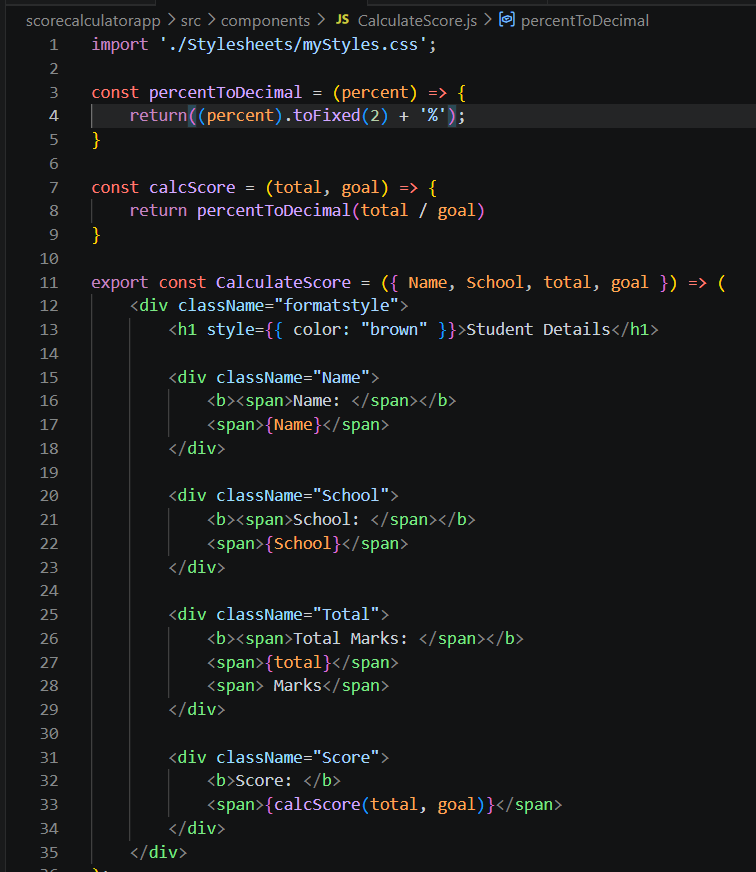 scorecalculatorapp > src > components > JS CalculateScore.js > percentToDecimal
1 import './Stylesheets/myStyles.css';
2
3 const percentToDecimal = (percent) => {
4     return((percent).toFixed(2) + '%');
5 }
6
7 const calcScore = (total, goal) => {
8     return percentToDecimal(total / goal)
9 }
10
11 export const CalculateScore = ({ Name, School, total, goal }) => (
12     <div className="formatstyle">
13         <h1 style={{ color: "brown" }}>Student Details</h1>
14
15         <div className="Name">
16             <b><span>Name: </span></b>
17             <span>{Name}</span>
18         </div>
19
20         <div className="School">
21             <b><span>School: </span></b>
22             <span>{School}</span>
23         </div>
24
25         <div className="Total">
26             <b><span>Total Marks: </span></b>
27             <span>{total}</span>
28             <span> Marks</span>
29         </div>
30
31         <div className="Score">
32             <b>Score: </b>
33             <span>{calcScore(total, goal)}</span>
34         </div>
35     </div>